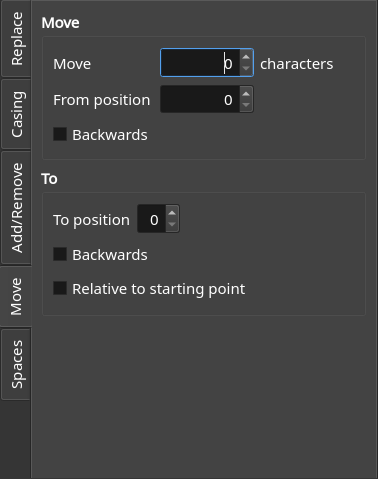 Replace
Casing
Add/Remove
Move
Spaces
Move
Move 0 characters
From position 0
Backwards
To
To position 0
Backwards
Relative to starting point